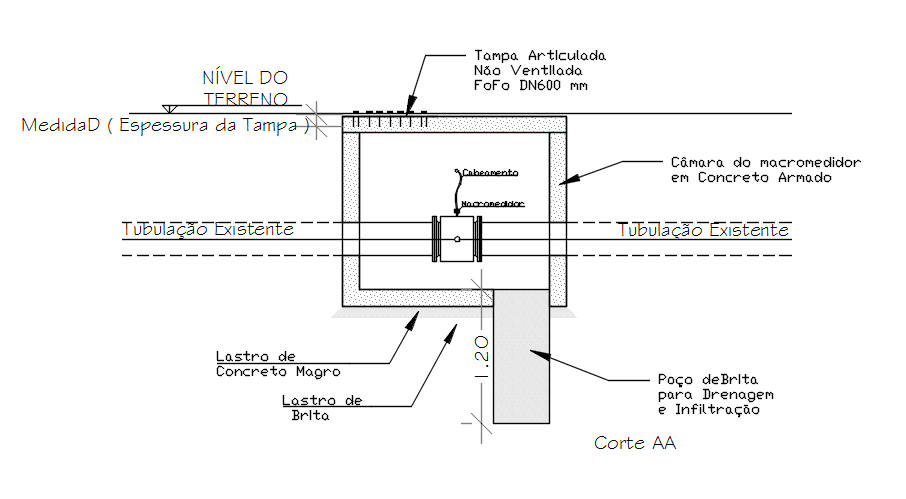 Tampa Articulada
Não Ventilada
FoFo DN600 mm
NÍVEL DO
TERRENO
MedidaD ( Espessura da Tampa )
Câmara do macromedidor
em Concreto Armado
Cabeamento
Macromedidor
Tubulação Existente
Tubulação Existente
1.20
Lastro de
Concreto Magro
Lastro de
Brita
Poço deBrita
para Drenagem
e Infiltração
Corte AA